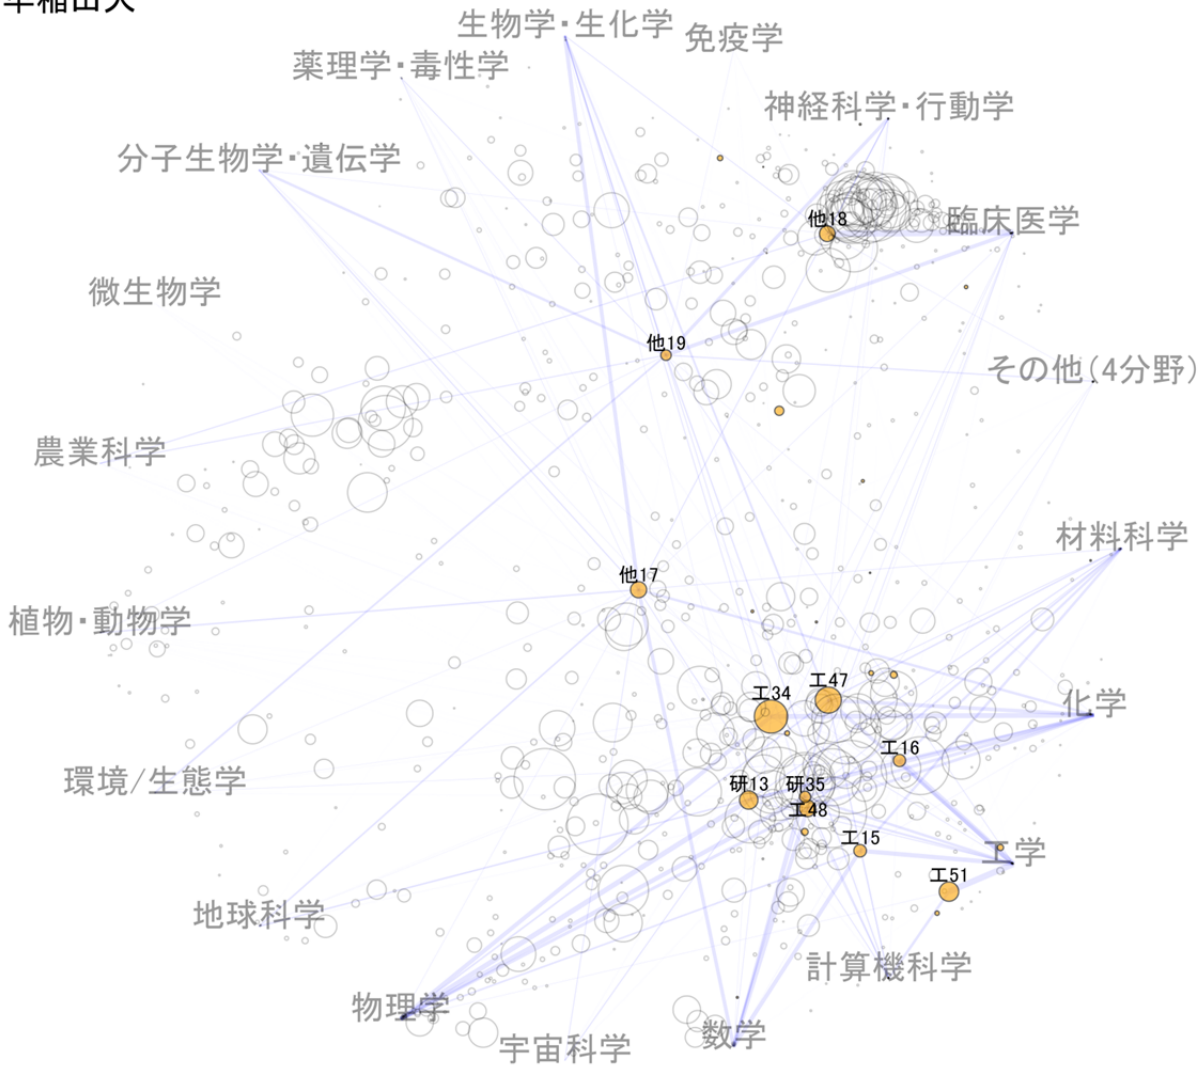 早稲田大
生物学・生化学
免疫学
薬理学・毒性学
神経科学・行動学
分子生物学・遺伝学
他18
臨床医学
微生物学
他19
その他(4分野)
農業科学
材料科学
他17
植物・動物学
工34
工47
化学
工16
環境/生態学
研13
研35
工48
工15
工学
工51
地球科学
計算機科学
物理学
数学
宇宙科学